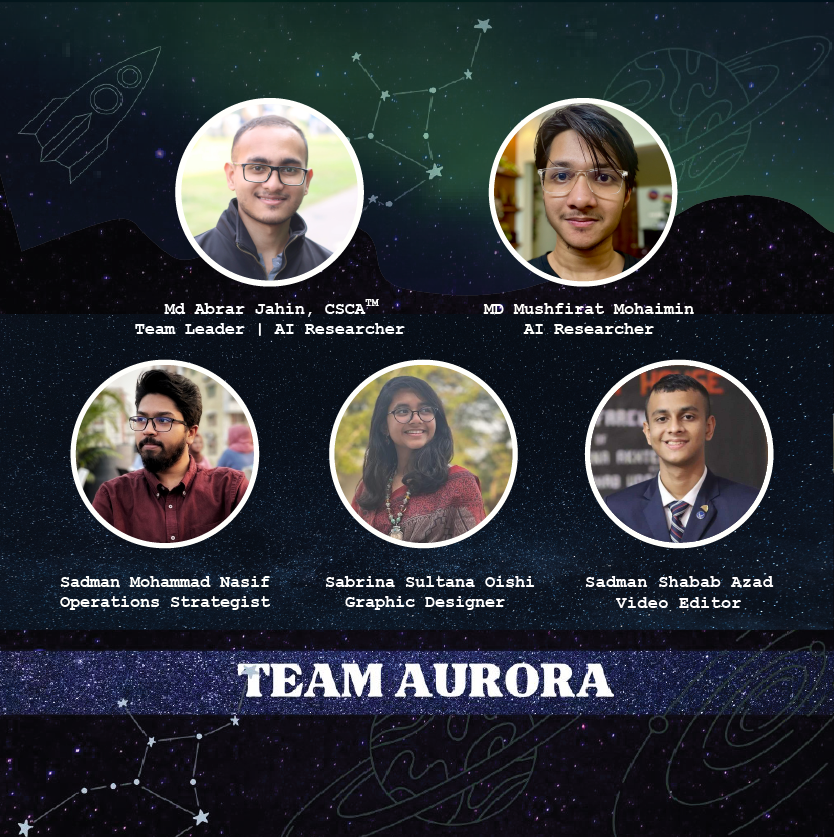 Md Abrar Jahin, CSCA™
Team Leader | AI Researcher
MD Mushfirat Mohaimin
AI Researcher
HOUSE
Sadman Mohammad Nasif
Operations Strategist
Sabrina Sultana Oishi
Graphic Designer
Sadman Shabab Azad
Video Editor
TEAM AURORA